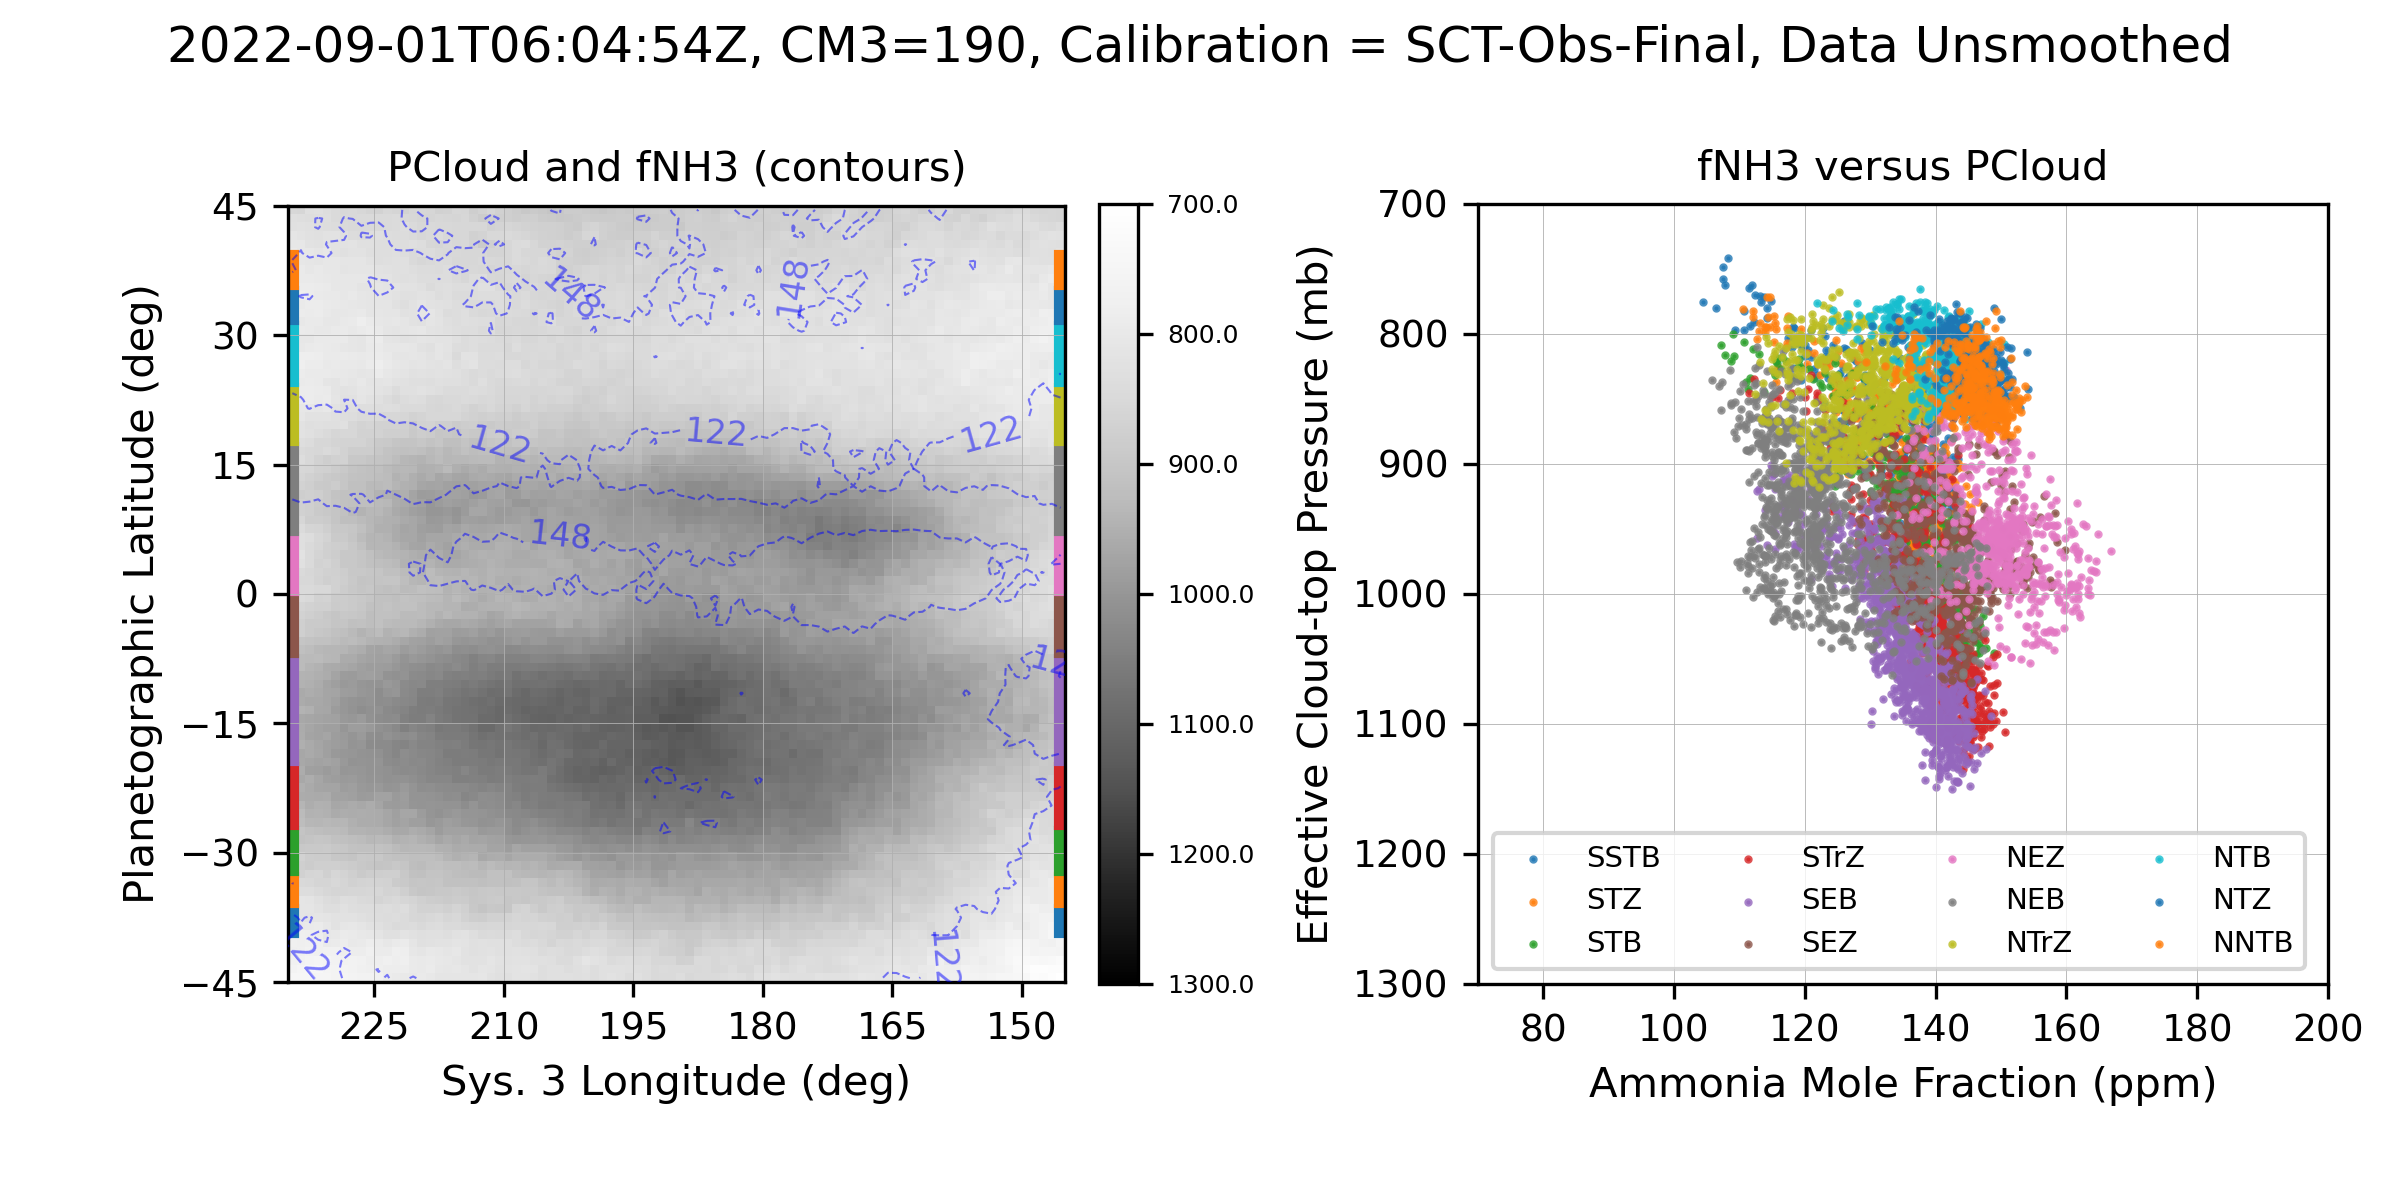 2022-09-01T06:04:54Z, CM3=190, Calibration = SCT-Obs-Final, Data Unsmoothed
PCloud and fNH3 (contours)
45
30
15
0
−15
−30
−45
Planetographic Latitude (deg)
148
148
122
122
122
148
12
122
122
225
210
195
180
165
150
Sys. 3 Longitude (deg)
700.0
800.0
900.0
1000.0
1100.0
1200.0
1300.0
fNH3 versus PCloud
700
800
900
1000
1100
1200
1300
Effective Cloud-top Pressure (mb)
SSTB
STZ
STB
STrZ
SEB
SEZ
NEZ
NEB
NTrZ
NTB
NTZ
NNTB
80
100
120
140
160
180
200
Ammonia Mole Fraction (ppm)